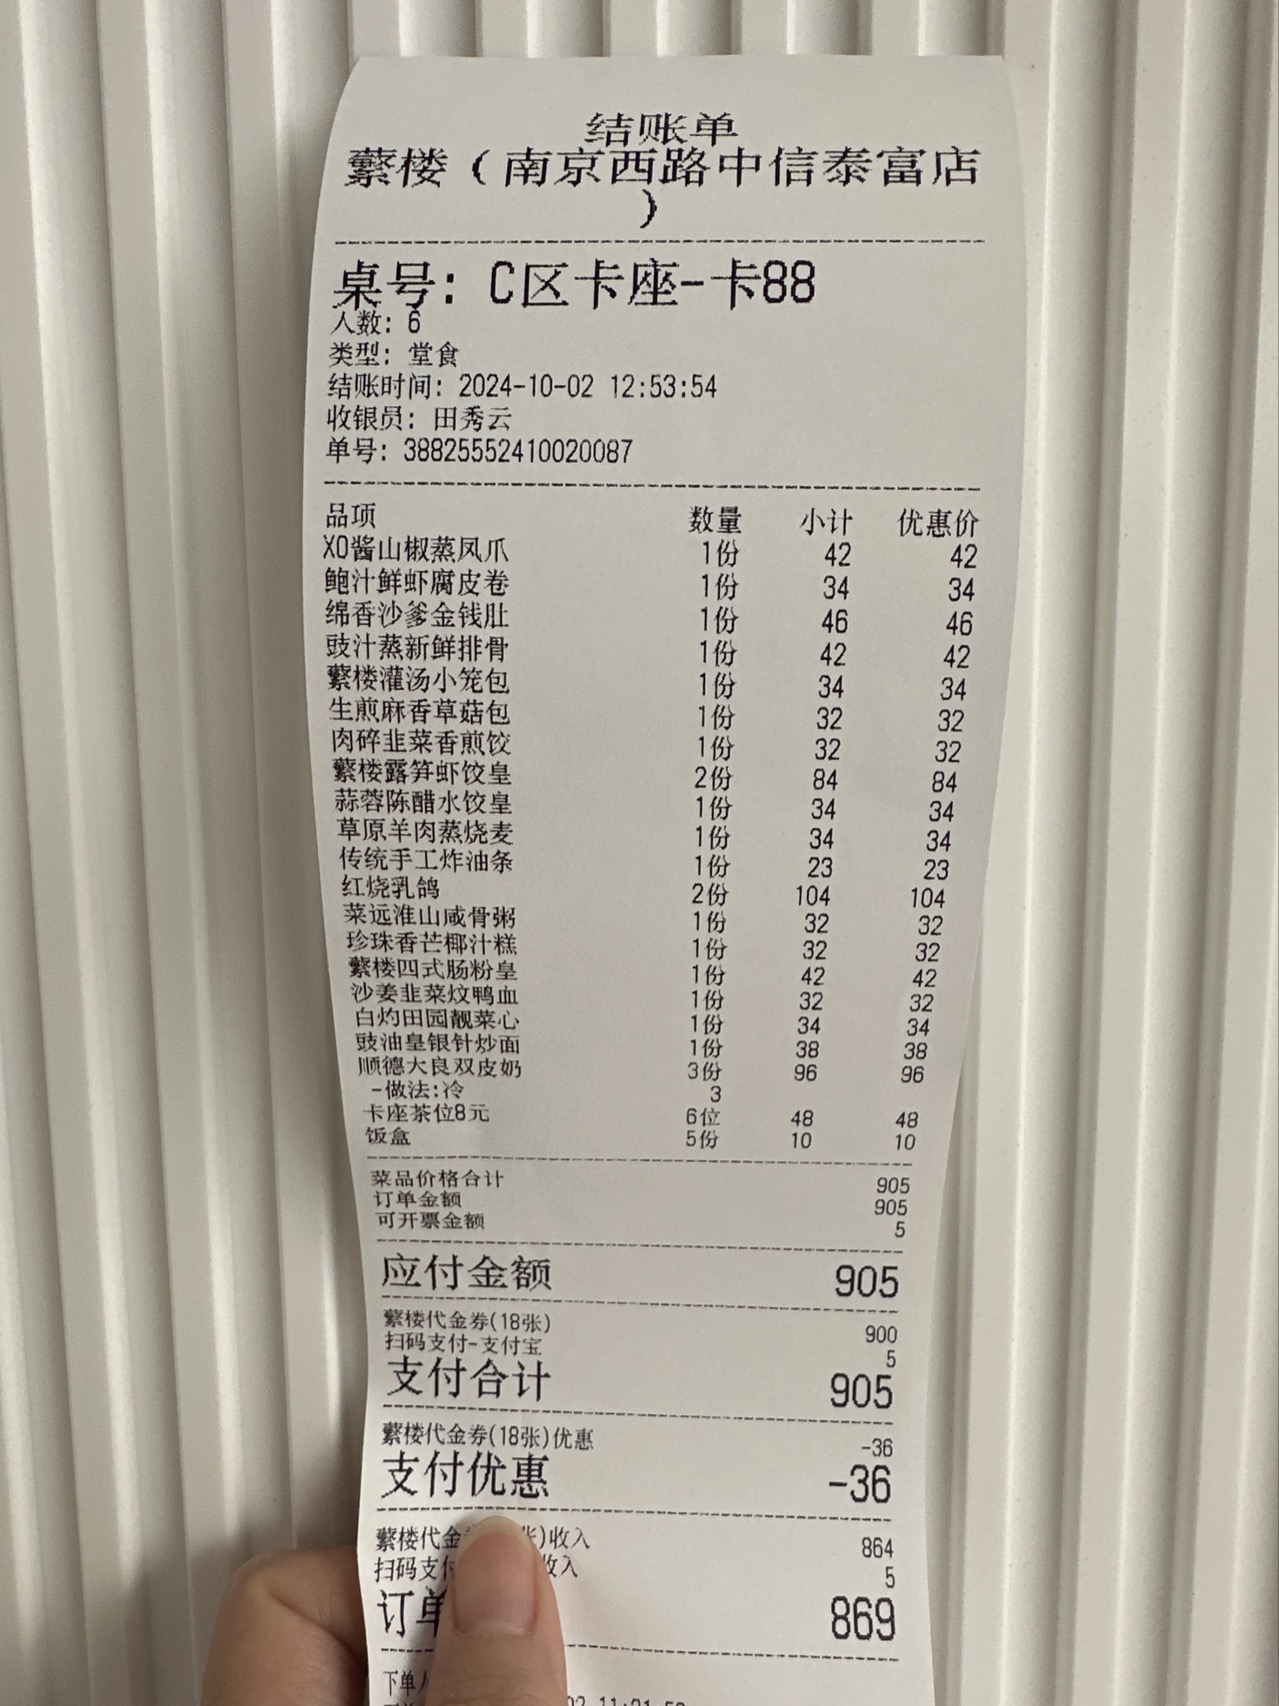 结账单
蘩楼（南京西路中信泰富店
）
桌号: C区卡座-卡88
人数: 6
类型: 堂食
结账时间: 2024-10-02 12:53:54
收银员: 田秀云
单号: 38825552410020087
品项 数量 小计 优惠价
XO酱山椒蒸凤爪 1份 42 42
鲍汁鲜虾腐皮卷 1份 34 34
绵香沙爹金钱肚 1份 46 46
豉汁蒸新鲜排骨 1份 42 42
蘩楼灌汤小笼包 1份 34 34
生煎麻香草菇包 1份 32 32
肉碎韭菜香煎饺 1份 32 32
蘩楼露笋虾饺皇 2份 84 84
蒜蓉陈醋水饺皇 1份 34 34
草原羊肉蒸烧麦 1份 34 34
传统手工炸油条 1份 23 23
红烧乳鸽 2份 104 104
菜远淮山咸骨粥 1份 32 32
珍珠香芒椰汁糕 1份 32 32
蘩楼四式肠粉皇 1份 42 42
沙姜韭菜炆鸭血 1份 32 32
白灼田园靓菜心 1份 34 34
豉油皇银针炒面 1份 38 38
顺德大良双皮奶 3份 96 96
-做法:冷 3
卡座茶位8元 6位 48 48
饭盒 5份 10 10
菜品价格合计 905
订单金额 905
可开票金额 5
应付金额 905
蘩楼代金券(18张) 900
扫码支付-支付宝 5
支付合计 905
蘩楼代金券(18张)优惠 -36
支付优惠 -36
蘩楼代金 张)收入 864
扫码支付 收入 5
订单 869
下单